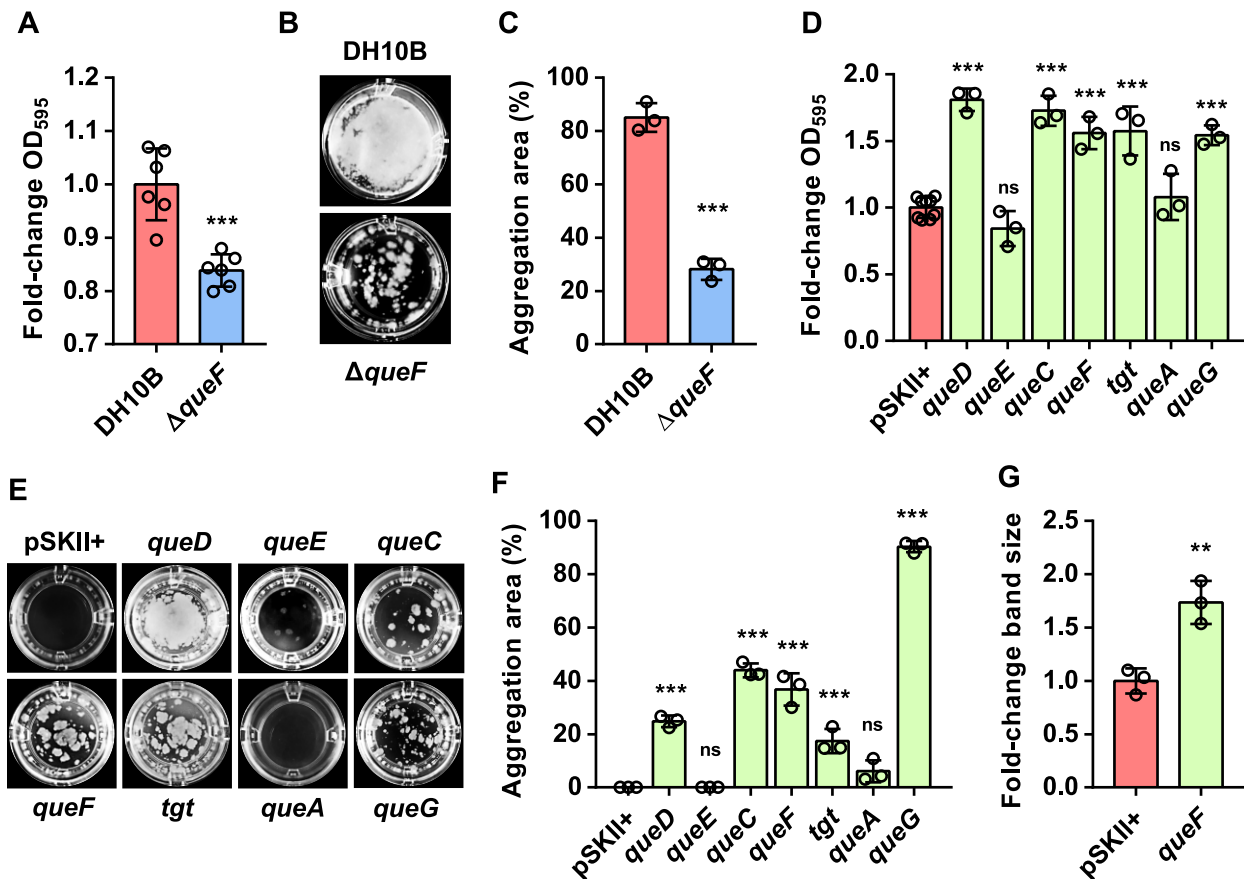 A
Fold-change OD595
1.2
1.1
1.0
0.9
0.8
0.7
***
DH10B
ΔqueF
B
DH10B
ΔqueF
C
Aggregation area (%)
100
80
60
40
20
0
***
DH10B
ΔqueF
D
Fold-change OD595
2.0
1.5
1.0
0.5
0.0
***
ns
***
***
***
ns
***
pSKII+
queD
queE
queC
queF
tgt
queA
queG
E
pSKII+ queD queE queC
queF tgt queA queG
F
Aggregation area (%)
100
80
60
40
20
0
***
ns
***
***
***
ns
***
pSKII+
queD
queE
queC
queF
tgt
queA
queG
G
Fold-change band size
2.5
2.0
1.5
1.0
0.5
0.0
**
pSKII+
queF